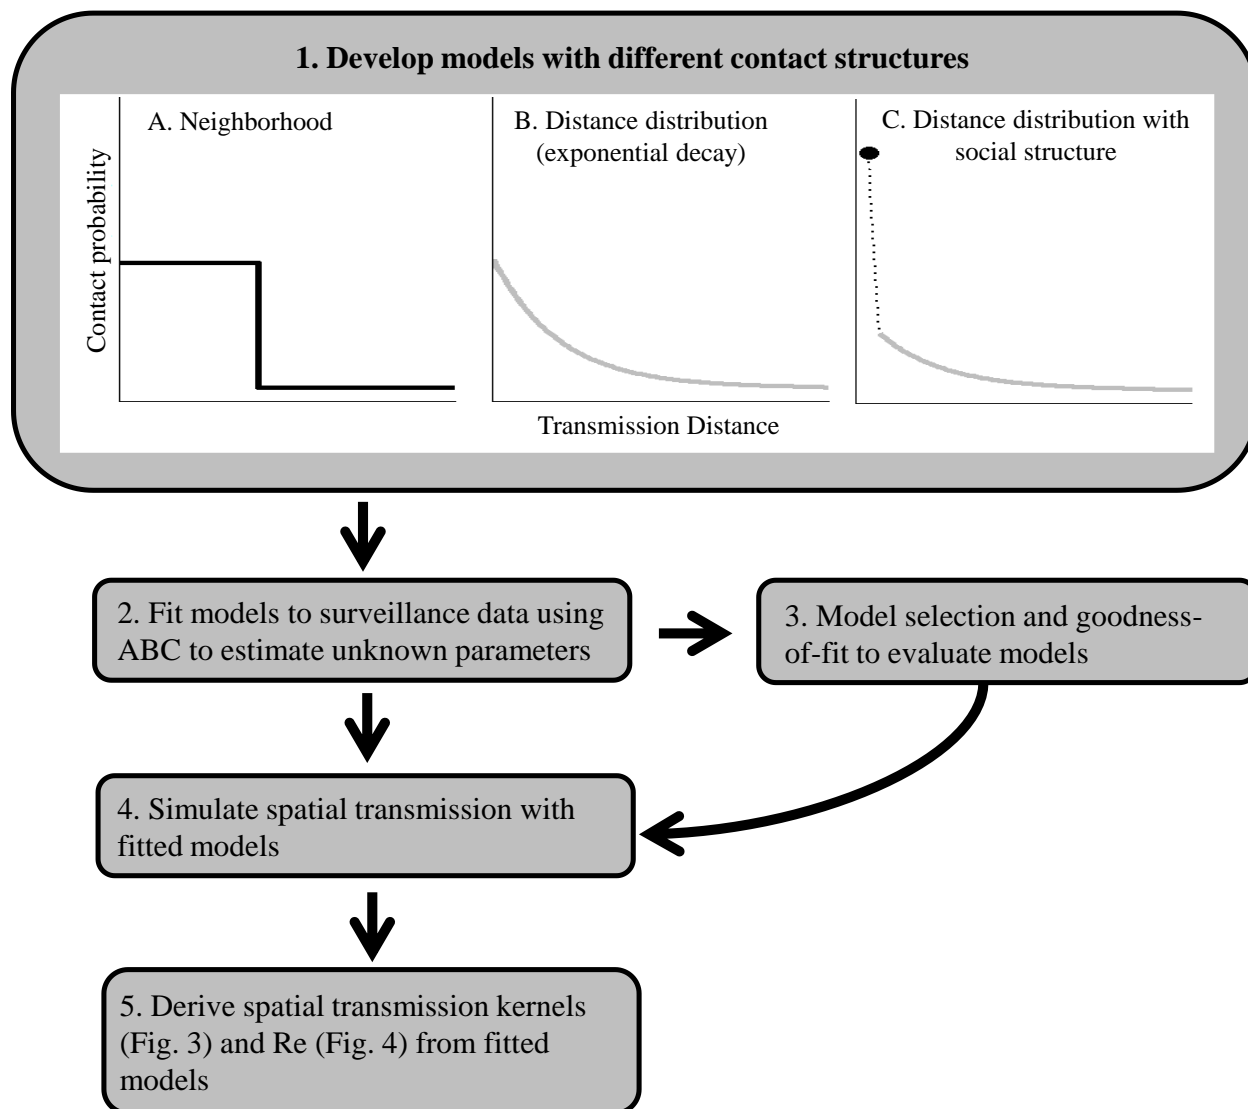 1. Develop models with different contact structures
A. Neighborhood
B. Distance distribution
(exponential decay)
C. Distance distribution with
social structure
Contact probability
Transmission Distance
2. Fit models to surveillance data using
ABC to estimate unknown parameters
3. Model selection and goodness-
of-fit to evaluate models
4. Simulate spatial transmission with
fitted models
5. Derive spatial transmission kernels
(Fig. 3) and Re (Fig. 4) from fitted
models